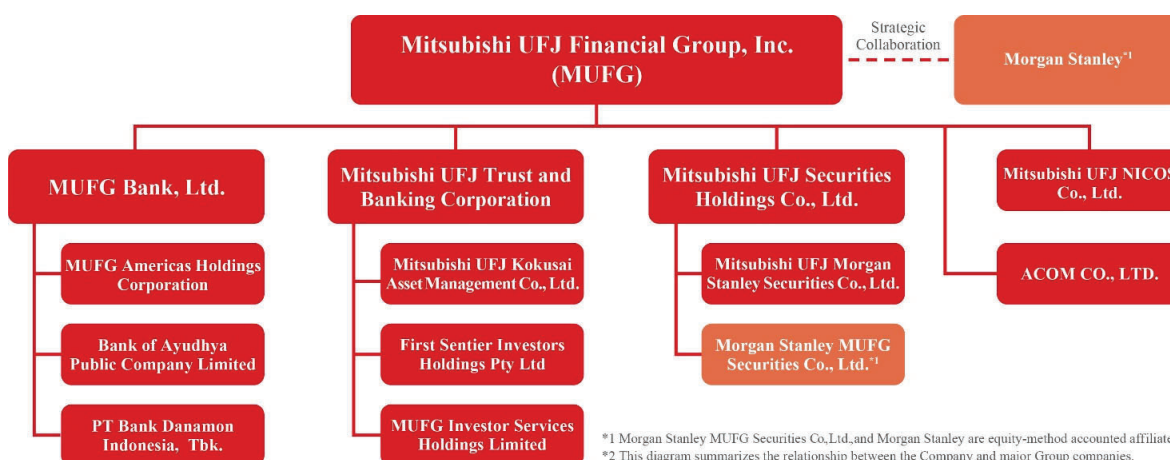 Mitsubishi UFJ Financial Group, Inc.
(MUFG)
Strategic
Collaboration
Morgan Stanley*1
MUFG Bank, Ltd.
Mitsubishi UFJ Trust and
Banking Corporation
Mitsubishi UFJ Securities
Holdings Co., Ltd.
Mitsubishi UFJ NICOS
Co., Ltd.
MUFG Americas Holdings
Corporation
Mitsubishi UFJ Kokusai
Asset Management Co., Ltd.
Mitsubishi UFJ Morgan
Stanley Securities Co., Ltd.
ACOM CO., LTD.
Bank of Ayudhya
Public Company Limited
First Sentier Investors
Holdings Pty Ltd
Morgan Stanley MUFG
Securities Co., Ltd.*1
PT Bank Danamon
Indonesia, Tbk.
MUFG Investor Services
Holdings Limited
*1 Morgan Stanley MUFG Securities Co,Ltd.,and Morgan Stanley are equity-method accounted affiliate
*2 This diagram summarizes the relationship between the Company and major Group companies.